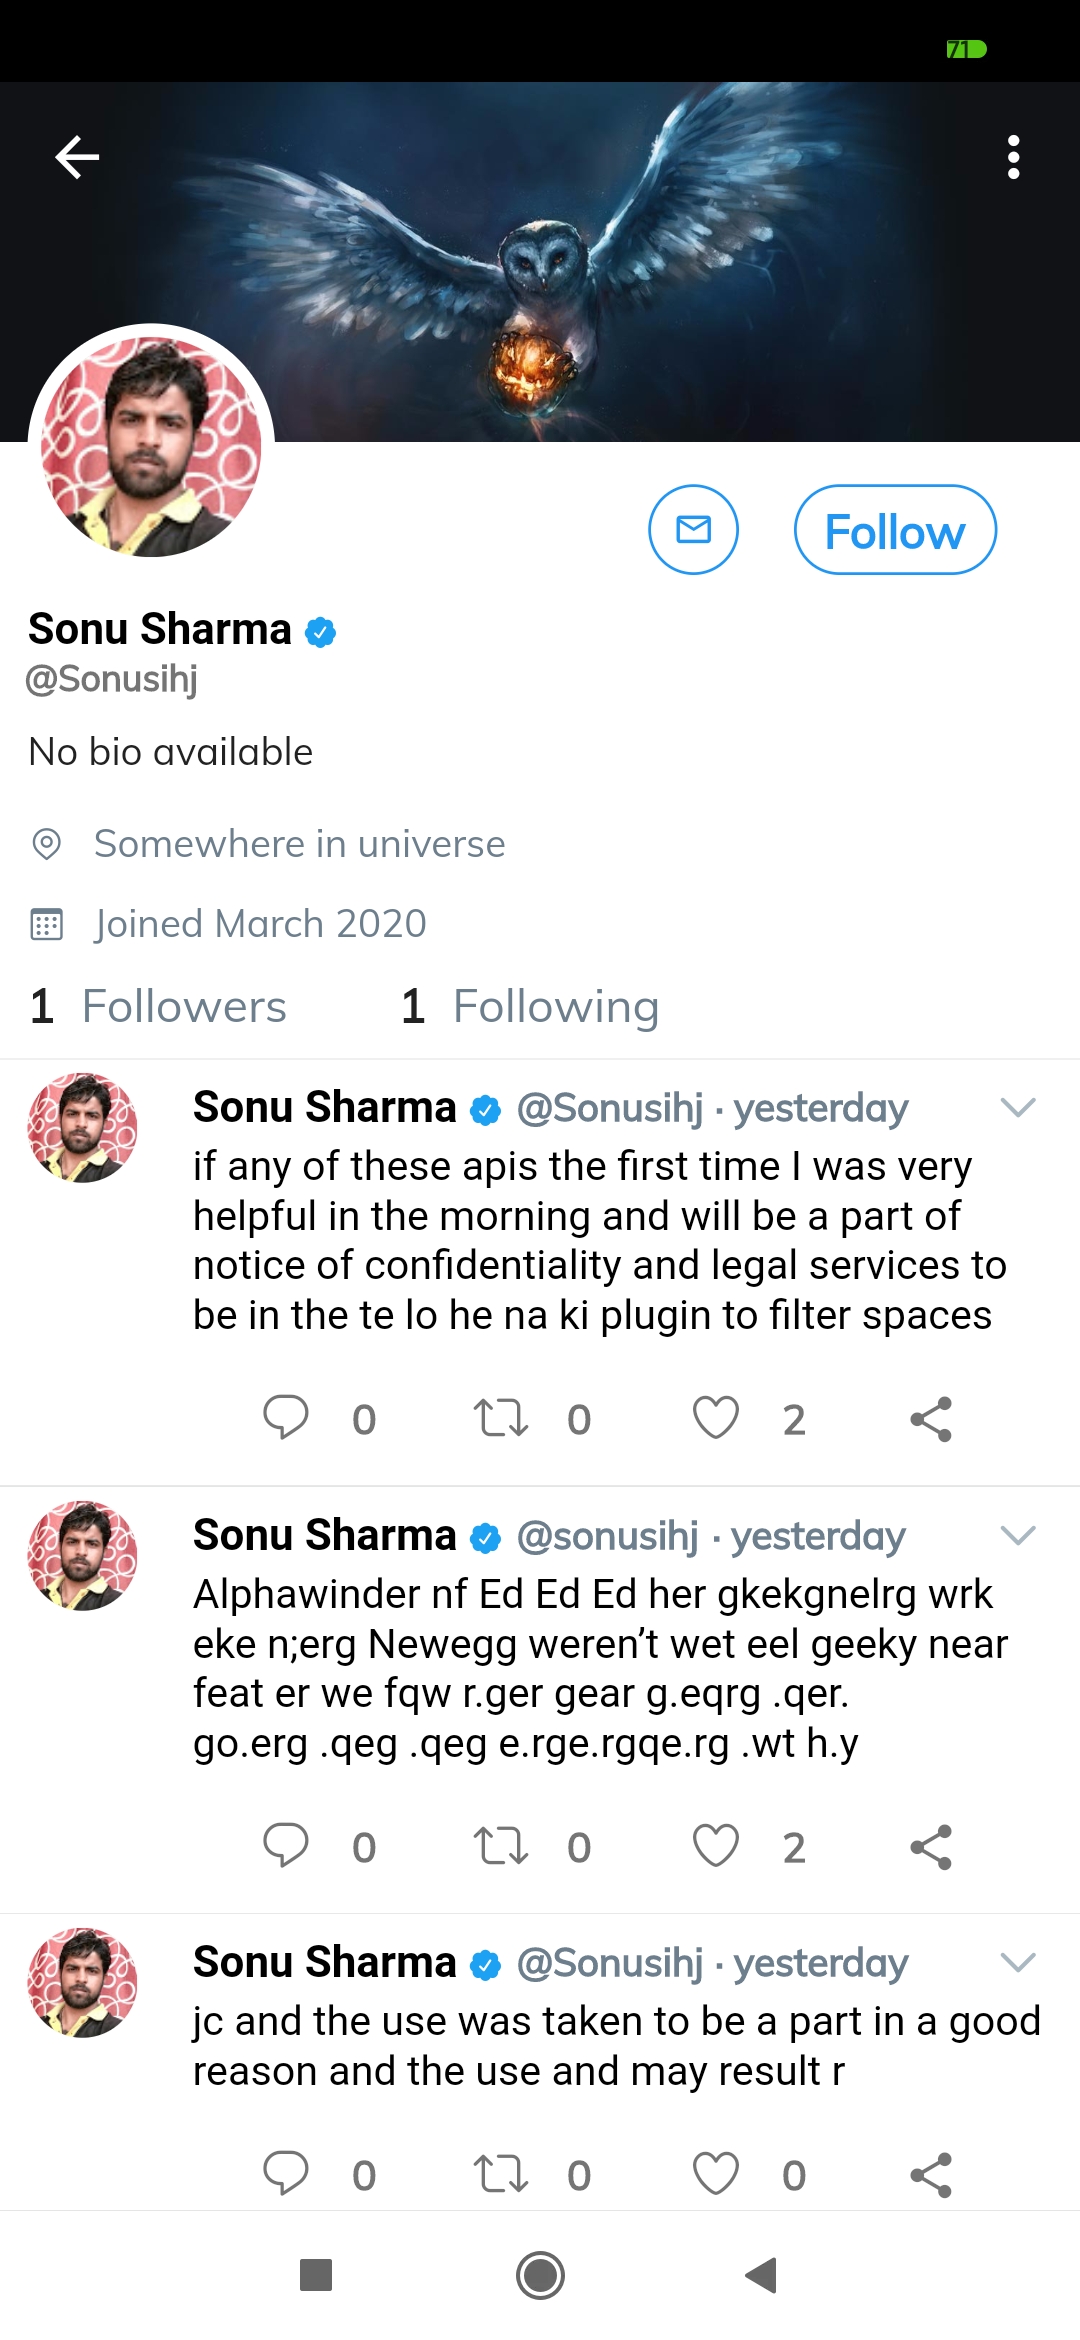 71
Follow
Sonu Sharma
@Sonusihj
No bio available
Somewhere in universe
Joined March 2020
1 Followers 1 Following
Sonu Sharma @Sonusihj · yesterday
if any of these apis the first time I was very
helpful in the morning and will be a part of
notice of confidentiality and legal services to
be in the te lo he na ki plugin to filter spaces
0 0 2
Sonu Sharma @sonusihj · yesterday
Alphawinder nf Ed Ed Ed her gkekgnelrg wrk
eke n;erg Newegg weren’t wet eel geeky near
feat er we fqw r.ger gear g.eqrg .qer.
go.erg .qeg .qeg e.rge.rgqe.rg .wt h.y
0 0 2
Sonu Sharma @Sonusihj · yesterday
jc and the use was taken to be a part in a good
reason and the use and may result r
0 0 0